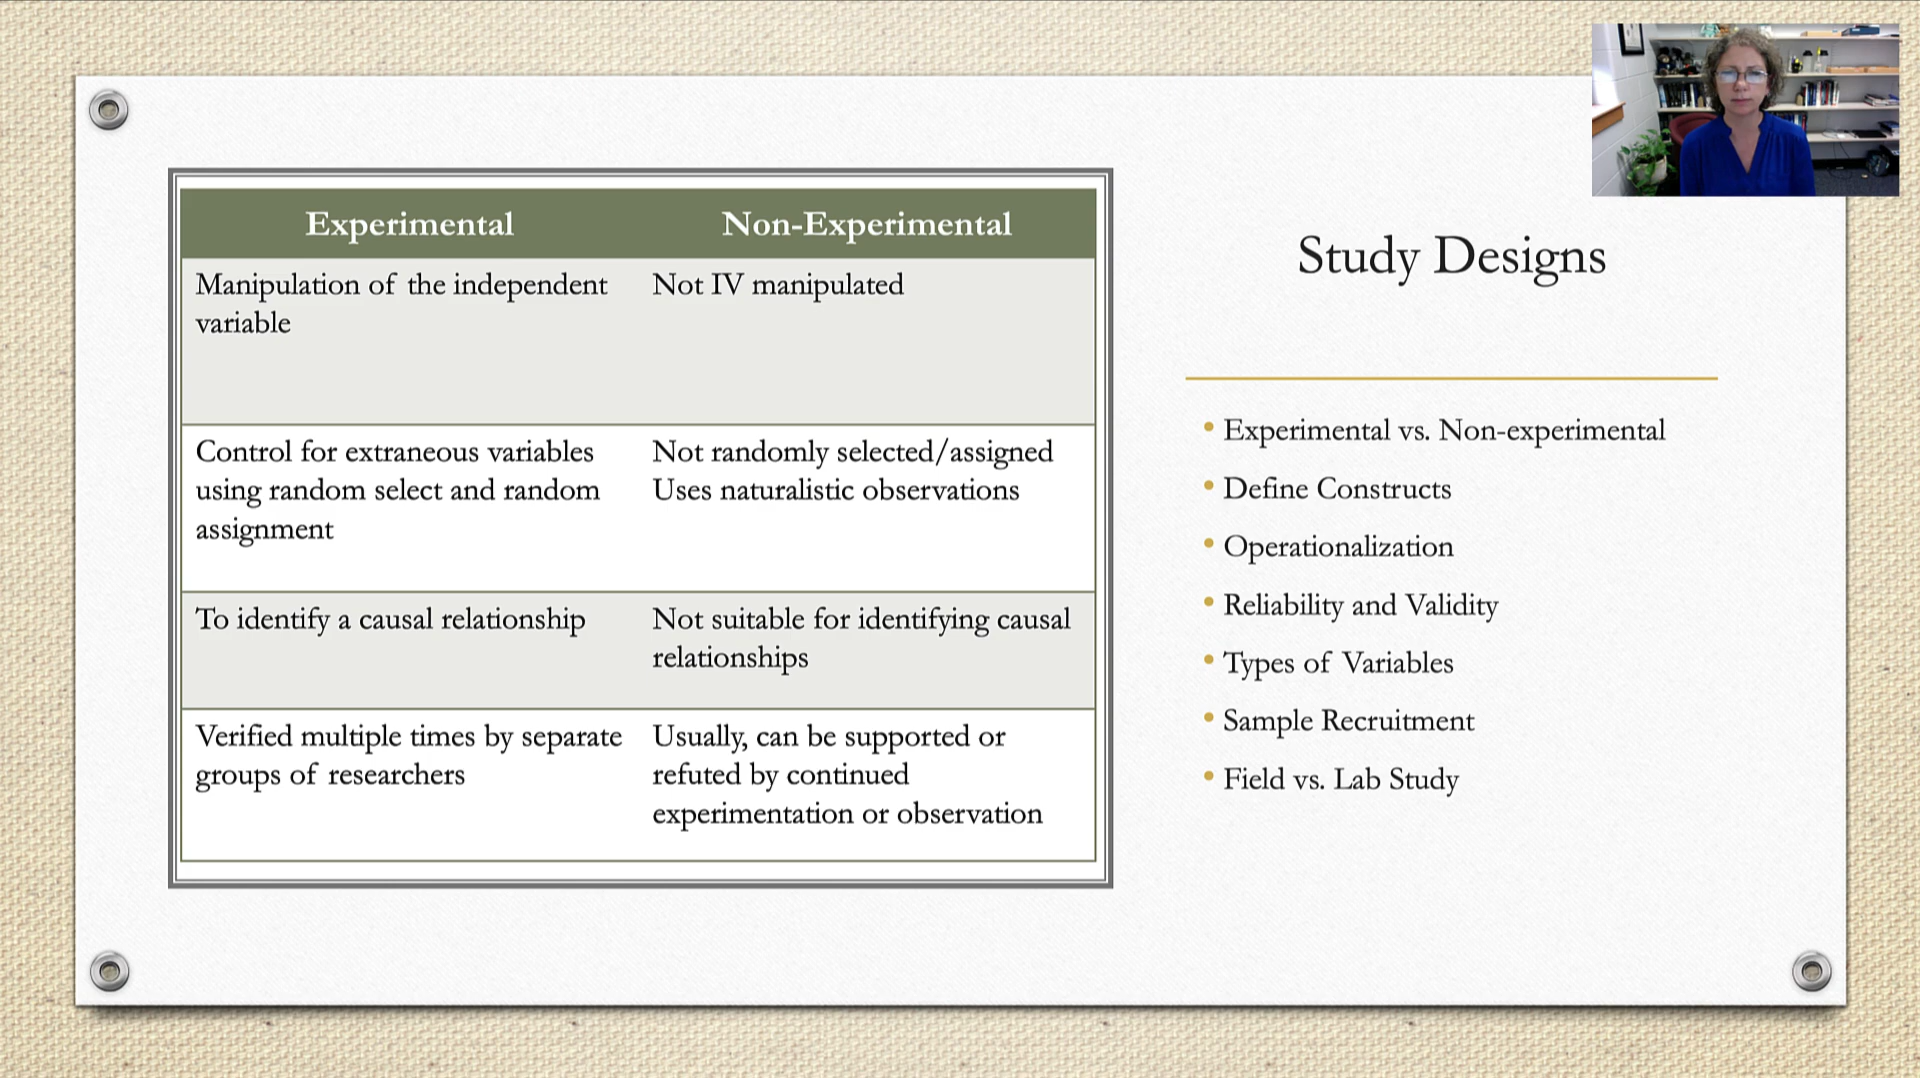 Experimental
Non-Experimental
Manipulation of the independent
variable
Not IV manipulated
Control for extraneous variables
using random select and random
assignment
Not randomly selected/assigned
Uses naturalistic observations
To identify a causal relationship
Not suitable for identifying causal
relationships
Verified multiple times by separate
groups of researchers
Usually, can be supported or
refuted by continued
experimentation or observation
Study Designs
• Experimental vs. Non-experimental
• Define Constructs
• Operationalization
• Reliability and Validity
• Types of Variables
• Sample Recruitment
• Field vs. Lab Study